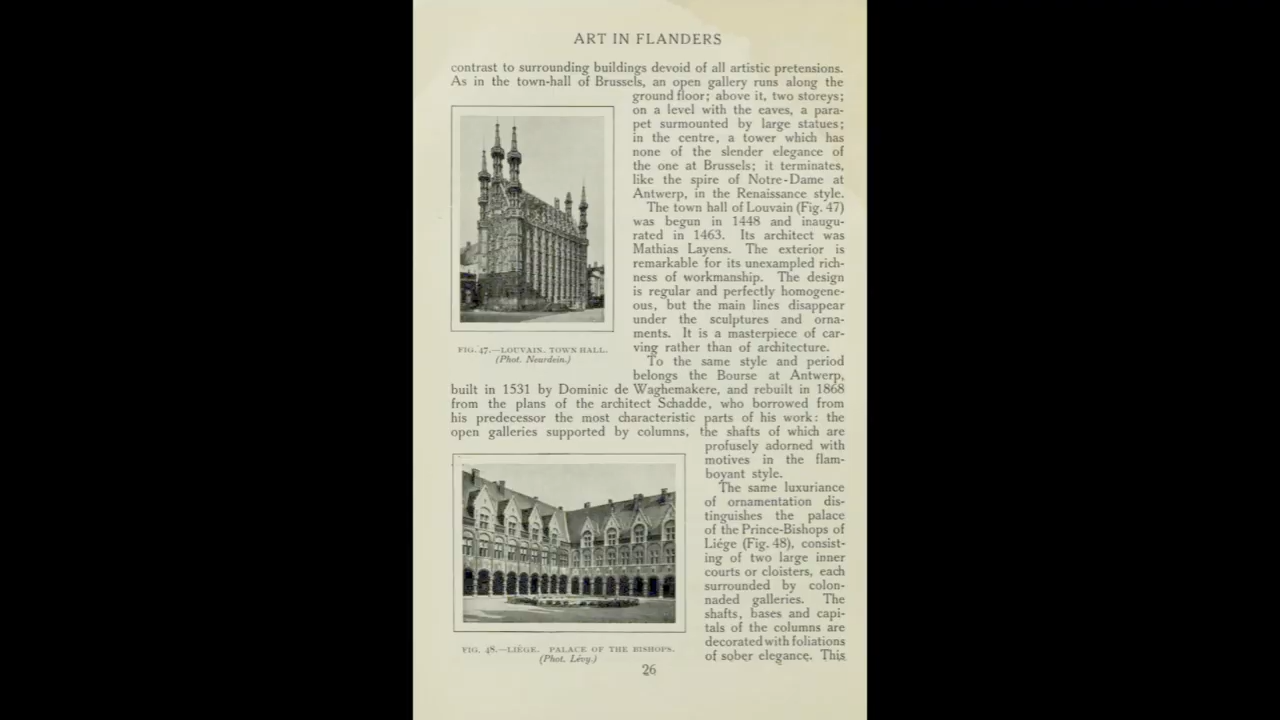 ART IN FLANDERS
contrast to surrounding buildings devoid of all artistic pretensions.
As in the town-hall of Brussels, an open gallery runs along the
ground floor; above it, two storeys;
on a level with the eaves, a para-
pet surmounted by large statues;
in the centre, a tower which has
none of the slender elegance of
the one at Brussels; it terminates,
like the spire of Notre-Dame at
Antwerp, in the Renaissance style.
The town hall of Louvain (Fig. 47)
was begun in 1448 and inaugu-
rated in 1463. Its architect was
Mathias Layens. The exterior is
remarkable for its unexampled rich-
ness of workmanship. The design
is regular and perfectly homogene-
ous, but the main lines disappear
under the sculptures and orna-
ments. It is a masterpiece of car-
ving rather than of architecture.
FIG. 47.—LOUVAIN. TOWN HALL.
(Phot. Neurdein.)
To the same style and period
belongs the Bourse at Antwerp,
built in 1531 by Dominic de Waghemakere, and rebuilt in 1868
from the plans of the architect Schadde, who borrowed from
his predecessor the most characteristic parts of his work: the
open galleries supported by columns, the shafts of which are
profusely adorned with
motives in the flam-
boyant style.
The same luxuriance
of ornamentation dis-
tinguishes the palace
of the Prince-Bishops of
Liége (Fig. 48), consist-
ing of two large inner
courts or cloisters, each
surrounded by colon-
naded galleries. The
shafts, bases and capi-
tals of the columns are
decorated with foliations
of sober elegance. This
FIG. 48.—LIÉGE. PALACE OF THE BISHOPS.
(Phot. Lévy.)
26